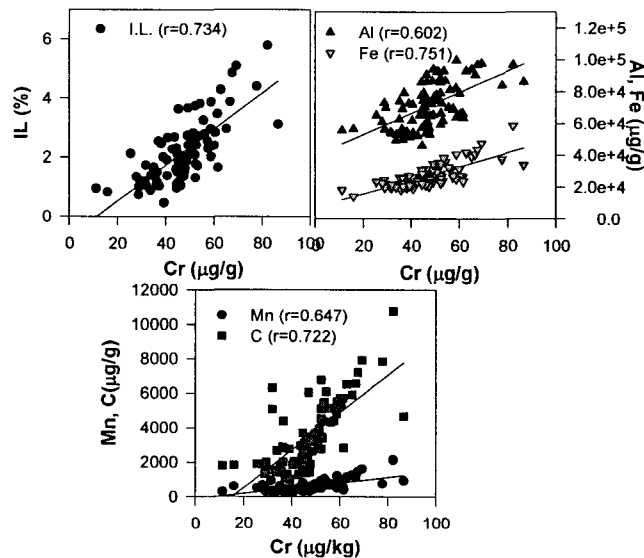 I.L. (r=0.734)
IL (%)
6
4
2
0
0 20 40 60 80 100
Cr (µg/g)
Al (r=0.602)
Fe (r=0.751)
1.2e+5
1.0e+5
8.0e+4
6.0e+4
4.0e+4
2.0e+4
0.0
Al, Fe (µg/g)
0 20 40 60 80 100
Cr (µg/g)
Mn (r=0.647)
C (r=0.722)
Mn, C(µg/g)
12000
10000
8000
6000
4000
2000
0
0 20 40 60 80 100
Cr (µg/kg)